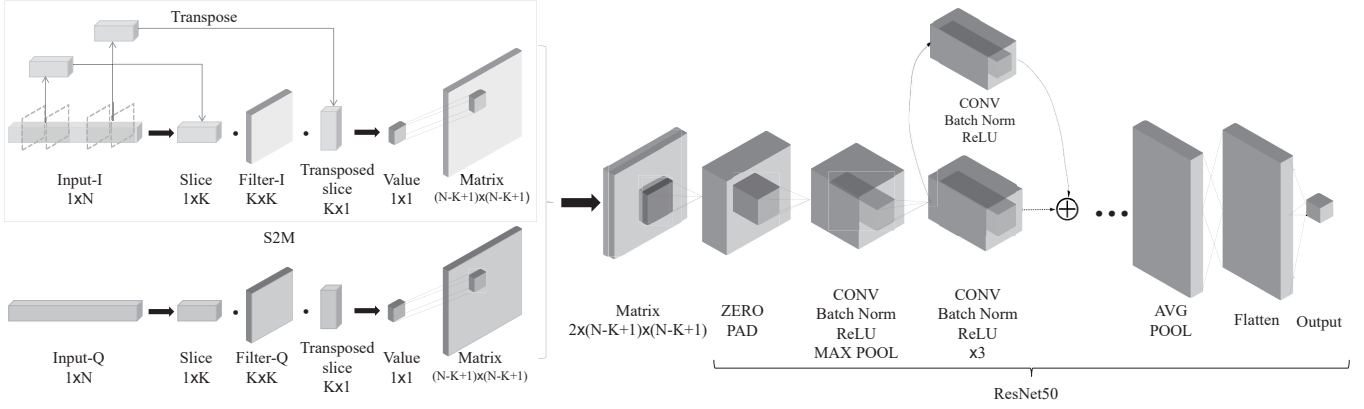 Transpose
Input-I
1xN
Slice
1xK
Filter-I
KxK
Transposed
slice
Kx1
Value
1x1
Matrix
(N-K+1)x(N-K+1)
S2M
Input-Q
1xN
Slice
1xK
Filter-Q
KxK
Transposed
slice
Kx1
Value
1x1
Matrix
(N-K+1)x(N-K+1)
Matrix
2x(N-K+1)x(N-K+1)
ZERO
PAD
CONV
Batch Norm
ReLU
MAX POOL
CONV
Batch Norm
ReLU
CONV
Batch Norm
ReLU
x3
AVG
POOL
Flatten
Output
ResNet50